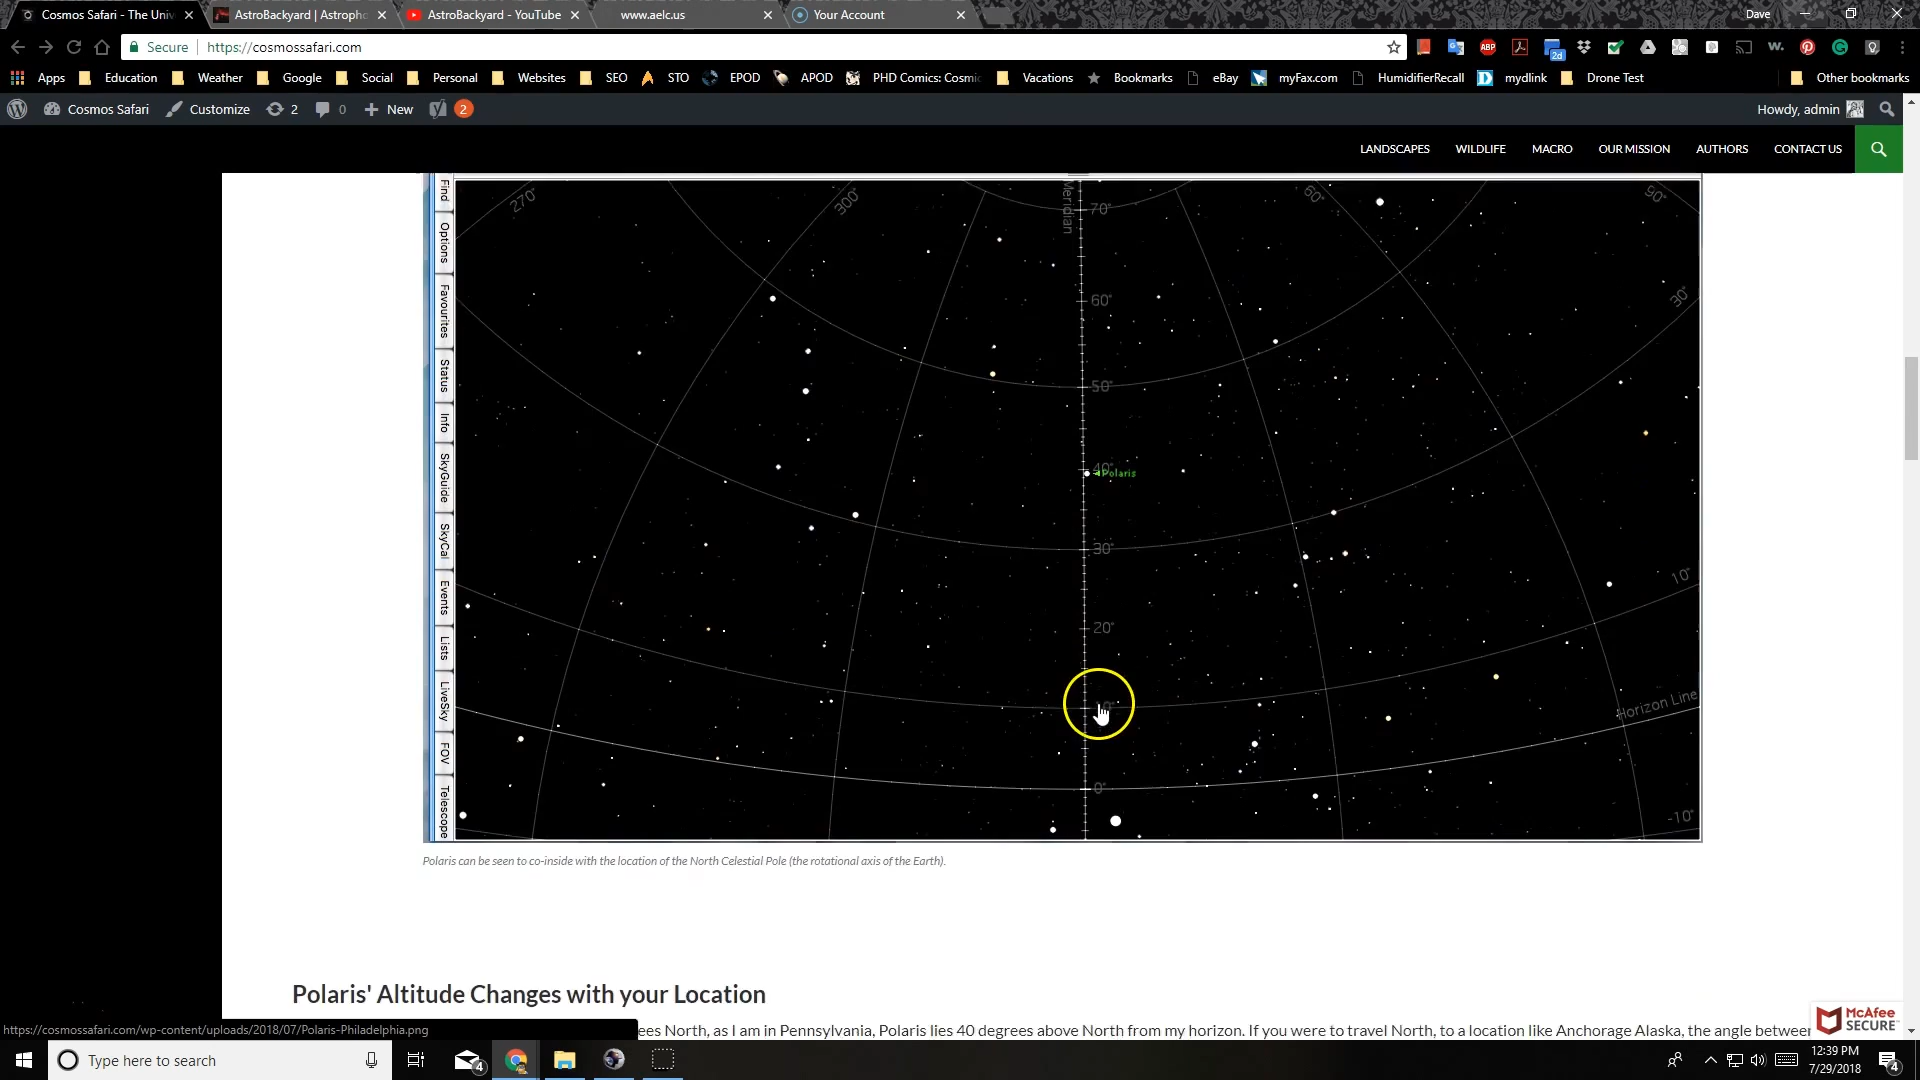 Cosmos Safari - The Univ
AstroBackyard | Astropho
AstroBackyard - YouTube
www.aelc.us
Your Account
Dave
Secure
https://cosmossafari.com
ABP
2d
w.
Apps
Education
Weather
Google
Social
Personal
Websites
SEO
STO
EPOD
APOD
PHD Comics: Cosmic
Vacations
Bookmarks
eBay
myFax.com
HumidifierRecall
mydlink
Drone Test
Other bookmarks
Cosmos Safari
Customize
2
0
New
2
Howdy, admin
LANDSCAPES
WILDLIFE
MACRO
OUR MISSION
AUTHORS
CONTACT US
Find
Options
Favourites
Status
Info
SkyGuide
SkyCal
Events
Lists
LiveSky
FOV
Telescope
270°
300°
Meridian
70°
60°
90°
60°
30°
50°
40°
Polaris
30°
10°
20°
Horizon Line
0°
-10°
Polaris can be seen to co-inside with the location of the North Celestial Pole (the rotational axis of the Earth).
Polaris' Altitude Changes with your Location
ees North, as I am in Pennsylvania, Polaris lies 40 degrees above North from my horizon. If you were to travel North, to a location like Anchorage Alaska, the angle between
https://cosmossafari.com/wp-content/uploads/2018/07/Polaris-Philadelphia.png
McAfee
SECURE
Type here to search
4
12:39 PM
7/29/2018
4